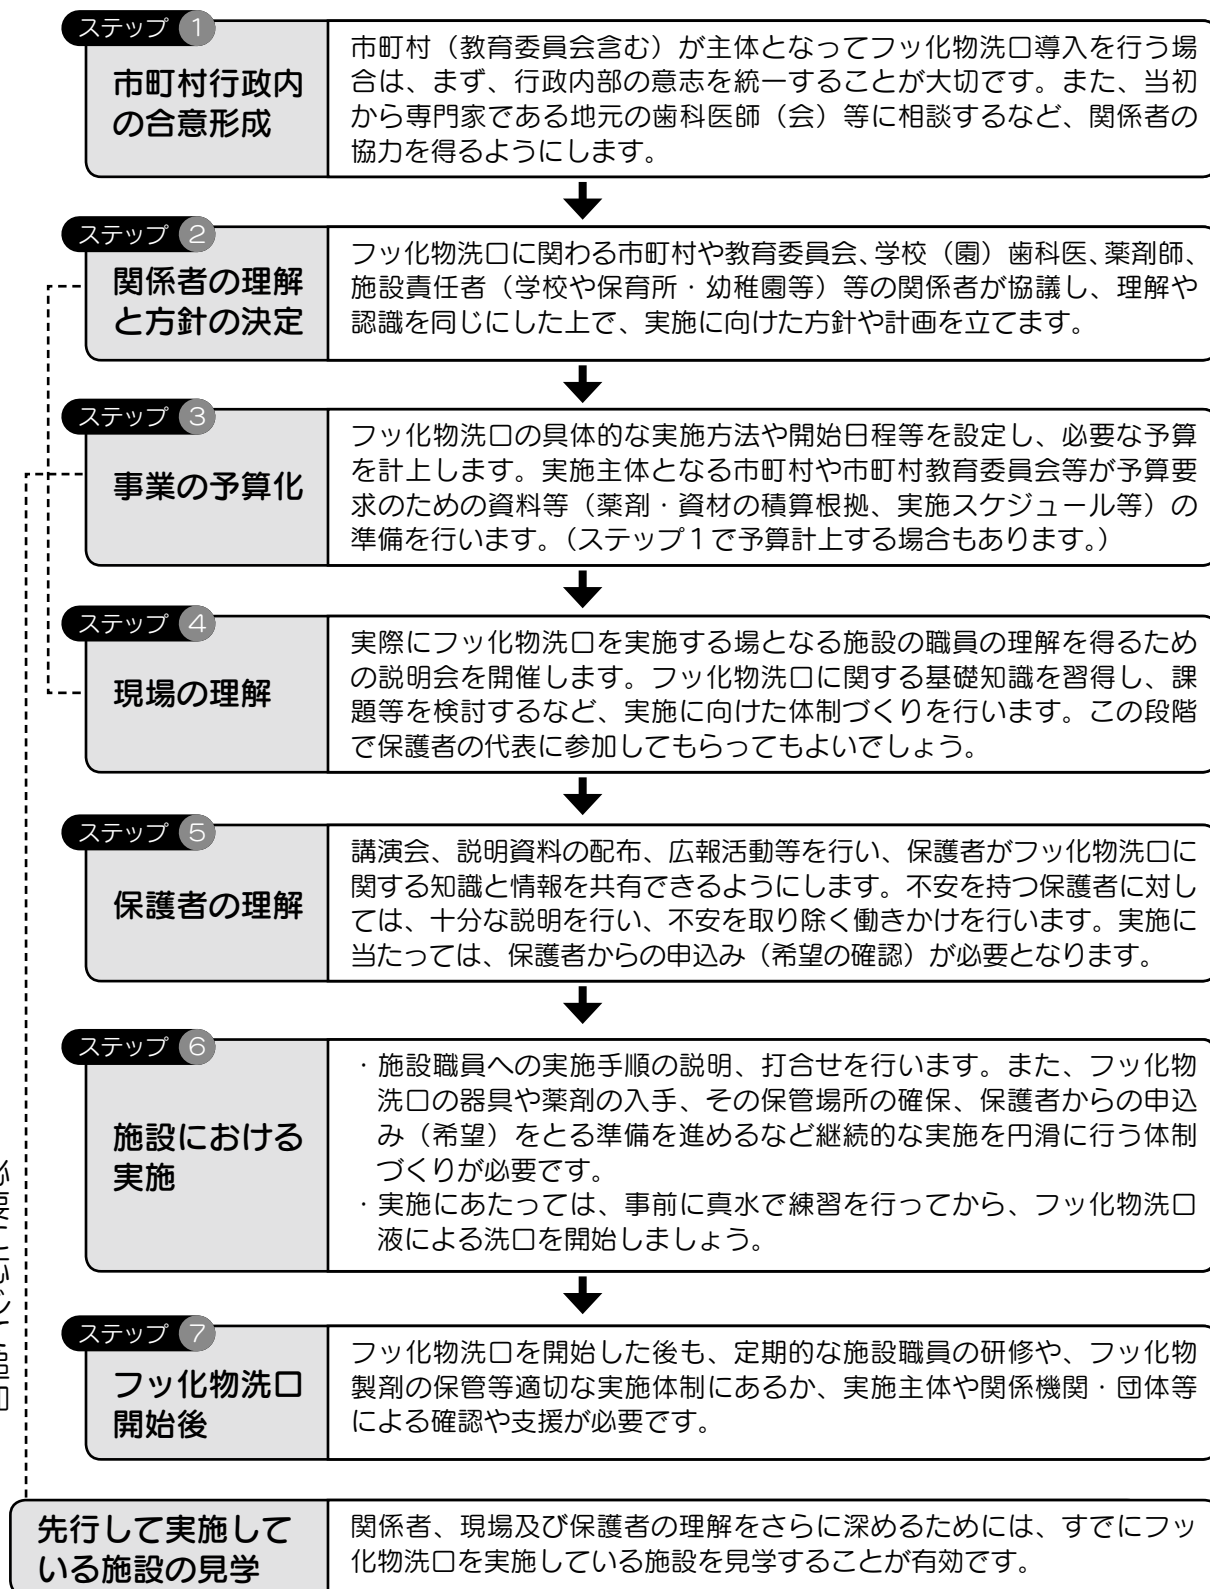 ステップ 1
市町村行政内
の合意形成
市町村（教育委員会含む）が主体となってフッ化物洗口導入を行う場
合は、まず、行政内部の意志を統一することが大切です。また、当初
から専門家である地元の歯科医師（会）等に相談するなど、関係者の
協力を得るようにします。
ステップ 2
関係者の理解
と方針の決定
フッ化物洗口に関わる市町村や教育委員会、学校（園）歯科医、薬剤師、
施設責任者（学校や保育所・幼稚園等）等の関係者が協議し、理解や
認識を同じにした上で、実施に向けた方針や計画を立てます。
ステップ 3
事業の予算化
フッ化物洗口の具体的な実施方法や開始日程等を設定し、必要な予算
を計上します。実施主体となる市町村や市町村教育委員会等が予算要
求のための資料等（薬剤・資材の積算根拠、実施スケジュール等）の
準備を行います。（ステップ１で予算計上する場合もあります。）
ステップ 4
現場の理解
実際にフッ化物洗口を実施する場となる施設の職員の理解を得るため
の説明会を開催します。フッ化物洗口に関する基礎知識を習得し、課
題等を検討するなど、実施に向けた体制づくりを行います。この段階
で保護者の代表に参加してもらってもよいでしょう。
ステップ 5
保護者の理解
講演会、説明資料の配布、広報活動等を行い、保護者がフッ化物洗口に
関する知識と情報を共有できるようにします。不安を持つ保護者に対し
ては、十分な説明を行い、不安を取り除く働きかけを行います。実施に
当たっては、保護者からの申込み（希望の確認）が必要となります。
ステップ 6
施設における
実施
・施設職員への実施手順の説明、打合せを行います。また、フッ化物
洗口の器具や薬剤の入手、その保管場所の確保、保護者からの申込
み（希望）をとる準備を進めるなど継続的な実施を円滑に行う体制
づくりが必要です。
・実施にあたっては、事前に真水で練習を行ってから、フッ化物洗口
液による洗口を開始しましょう。
ステップ 7
フッ化物洗口
開始後
フッ化物洗口を開始した後も、定期的な施設職員の研修や、フッ化物
製剤の保管等適切な実施体制にあるか、実施主体や関係機関・団体等
による確認や支援が必要です。
先行して実施して
いる施設の見学
関係者、現場及び保護者の理解をさらに深めるためには、すでにフッ
化物洗口を実施している施設を見学することが有効です。